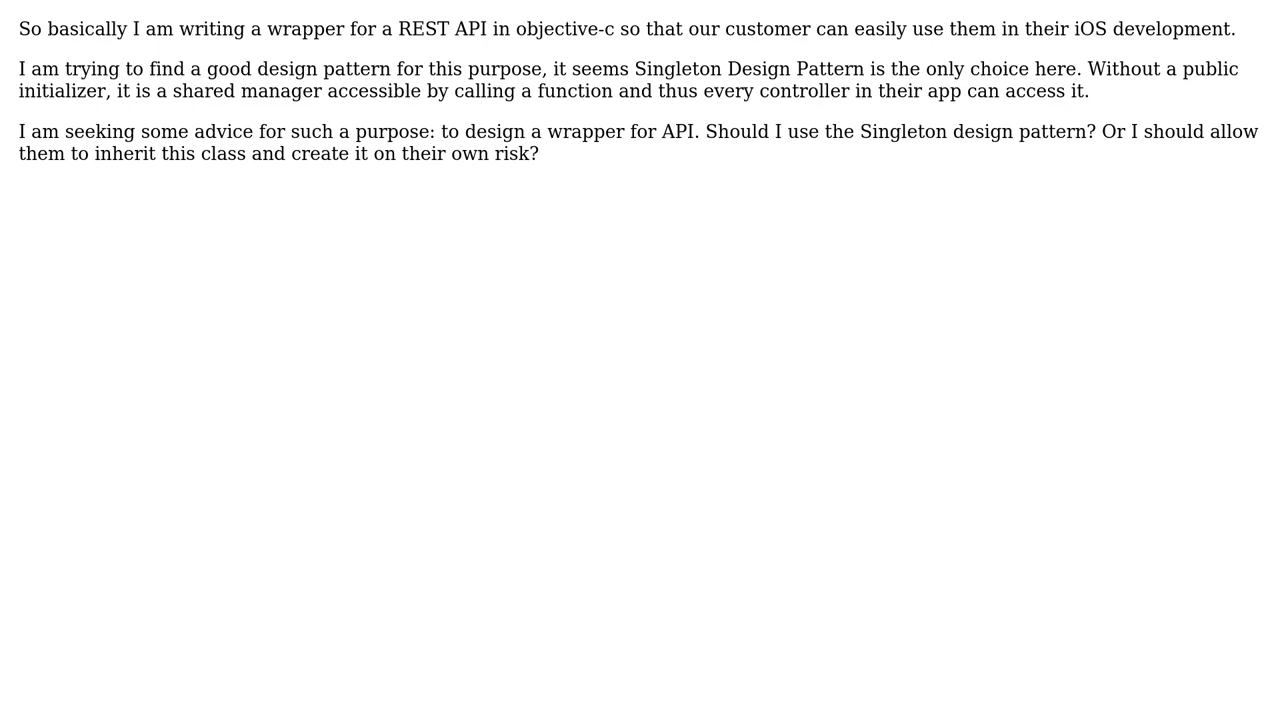 So basically I am writing a wrapper for a REST API in objective-c so that our customer can easily use them in their iOS development.
I am trying to find a good design pattern for this purpose, it seems Singleton Design Pattern is the only choice here. Without a public
initializer, it is a shared manager accessible by calling a function and thus every controller in their app can access it.
I am seeking some advice for such a purpose: to design a wrapper for API. Should I use the Singleton design pattern? Or I should allow
them to inherit this class and create it on their own risk?